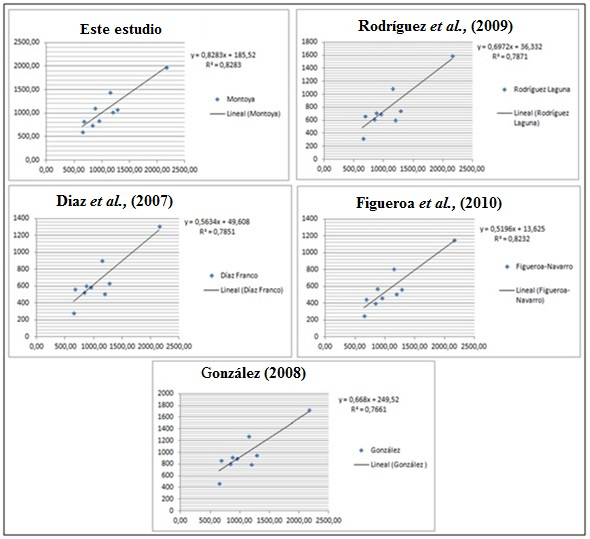 Este estudio
y = 0,8283x + 185,52
R² = 0,8283
2500,00
2000,00
1500,00
1000,00
500,00
0,00
0,00 500,00 1000,00 1500,00 2000,00 2500,00
Montoya
Lineal (Montoya)
Rodríguez et al., (2009)
y = 0,6972x + 36,332
R² = 0,7871
1800
1600
1400
1200
1000
800
600
400
200
0
0,00 500,00 1000,00 1500,00 2000,00 2500,00
Rodríguez Laguna
Lineal (Rodríguez
Laguna)
Diaz et al., (2007)
y = 0,5634x + 49,608
R² = 0,7851
1400
1200
1000
800
600
400
200
0
0,00 500,00 1000,00 1500,00 2000,00 2500,00
Díaz Franco
Lineal (Díaz Franco)
Figueroa et al., (2010)
y = 0,5196x + 13,625
R² = 0,8232
1400
1200
1000
800
600
400
200
0
0,00 500,00 1000,00 1500,00 2000,00 2500,00
Figueroa-Navarro
Lineal (Figueroa-
Navarro)
González (2008)
y = 0,668x + 249,52
R² = 0,7661
2000
1800
1600
1400
1200
1000
800
600
400
200
0
0,00 500,00 1000,00 1500,00 2000,00 2500,00
González
Lineal (González )